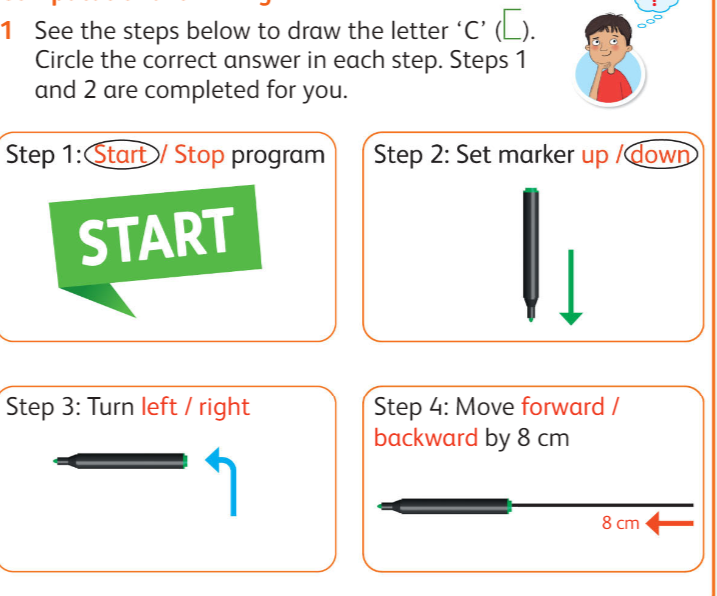 1 See the steps below to draw the letter ‘C’ ( ).
Circle the correct answer in each step. Steps 1
and 2 are completed for you.
?
Step 1: Start / Stop program
START
Step 2: Set marker up / down
Step 3: Turn left / right
Step 4: Move forward /
backward by 8 cm
8 cm